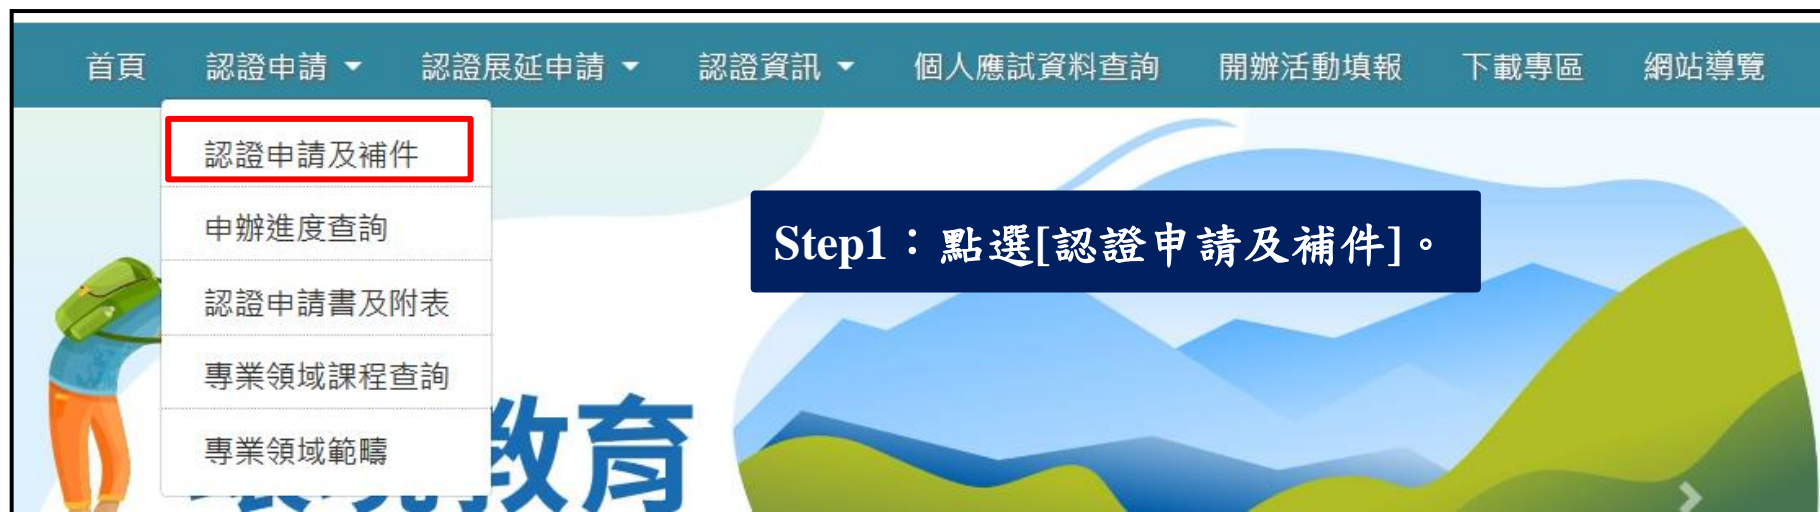 首頁 認證申請 認證展延申請 認證資訊 個人應試資料查詢 開辦活動填報 下載專區 網站導覽
認證申請及補件
申辦進度查詢
認證申請書及附表
專業領域課程查詢
專業領域範疇
Step1：點選[認證申請及補件]。
教育